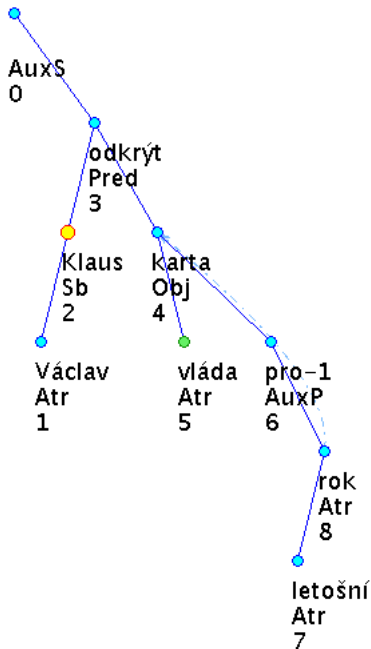 AuxS
0
odkrýt
Pred
3
Klaus
Sb
2
karta
Obj
4
Václav
Atr
1
vláda
Atr
5
pro-1
AuxP
6
rok
Atr
8
letošní
Atr
7